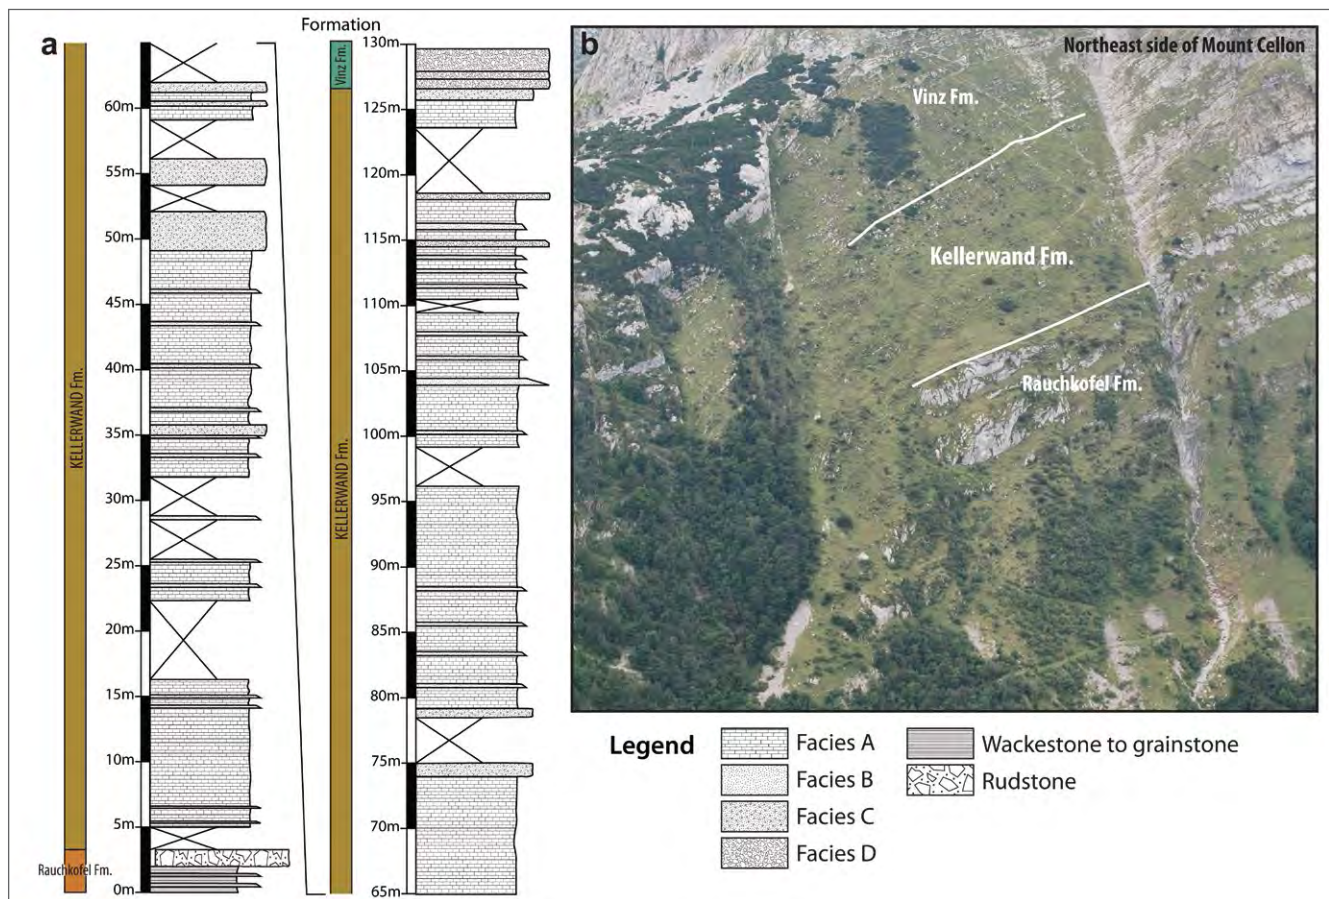 Formation
a
KELLERWAND Fm.
Rauchkofel Fm.
60m
55m
50m
45m
40m
35m
30m
25m
20m
15m
10m
5m
0m
Vinz Fm.
KELLERWAND Fm.
130m
125m
120m
115m
110m
105m
100m
95m
90m
85m
80m
75m
70m
65m
b
Northeast side of Mount Cellon
Vinz Fm.
Kellerwand Fm.
Rauchkofel Fm.
Legend
Facies A
Facies B
Facies C
Facies D
Wackestone to grainstone
Rudstone